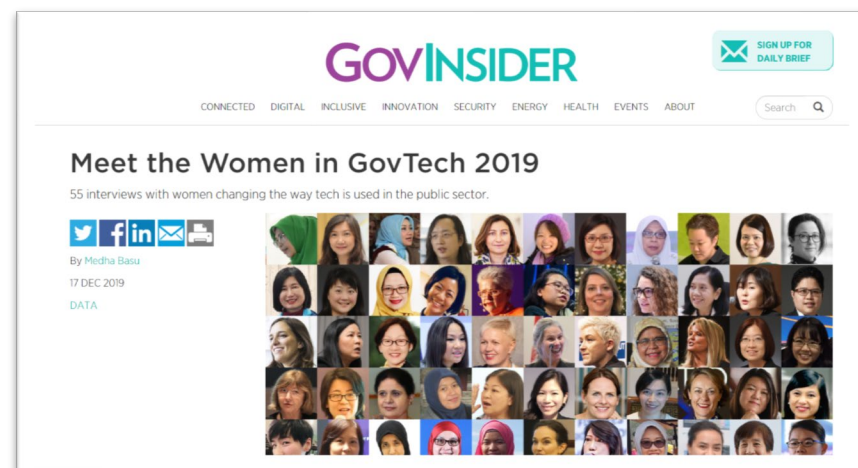 GOVINSIDER
SIGN UP FOR
DAILY BRIEF
CONNECTED DIGITAL INCLUSIVE INNOVATION SECURITY ENERGY HEALTH EVENTS ABOUT
Search
Meet the Women in GovTech 2019
55 interviews with women changing the way tech is used in the public sector.
By Medha Basu
17 DEC 2019
DATA